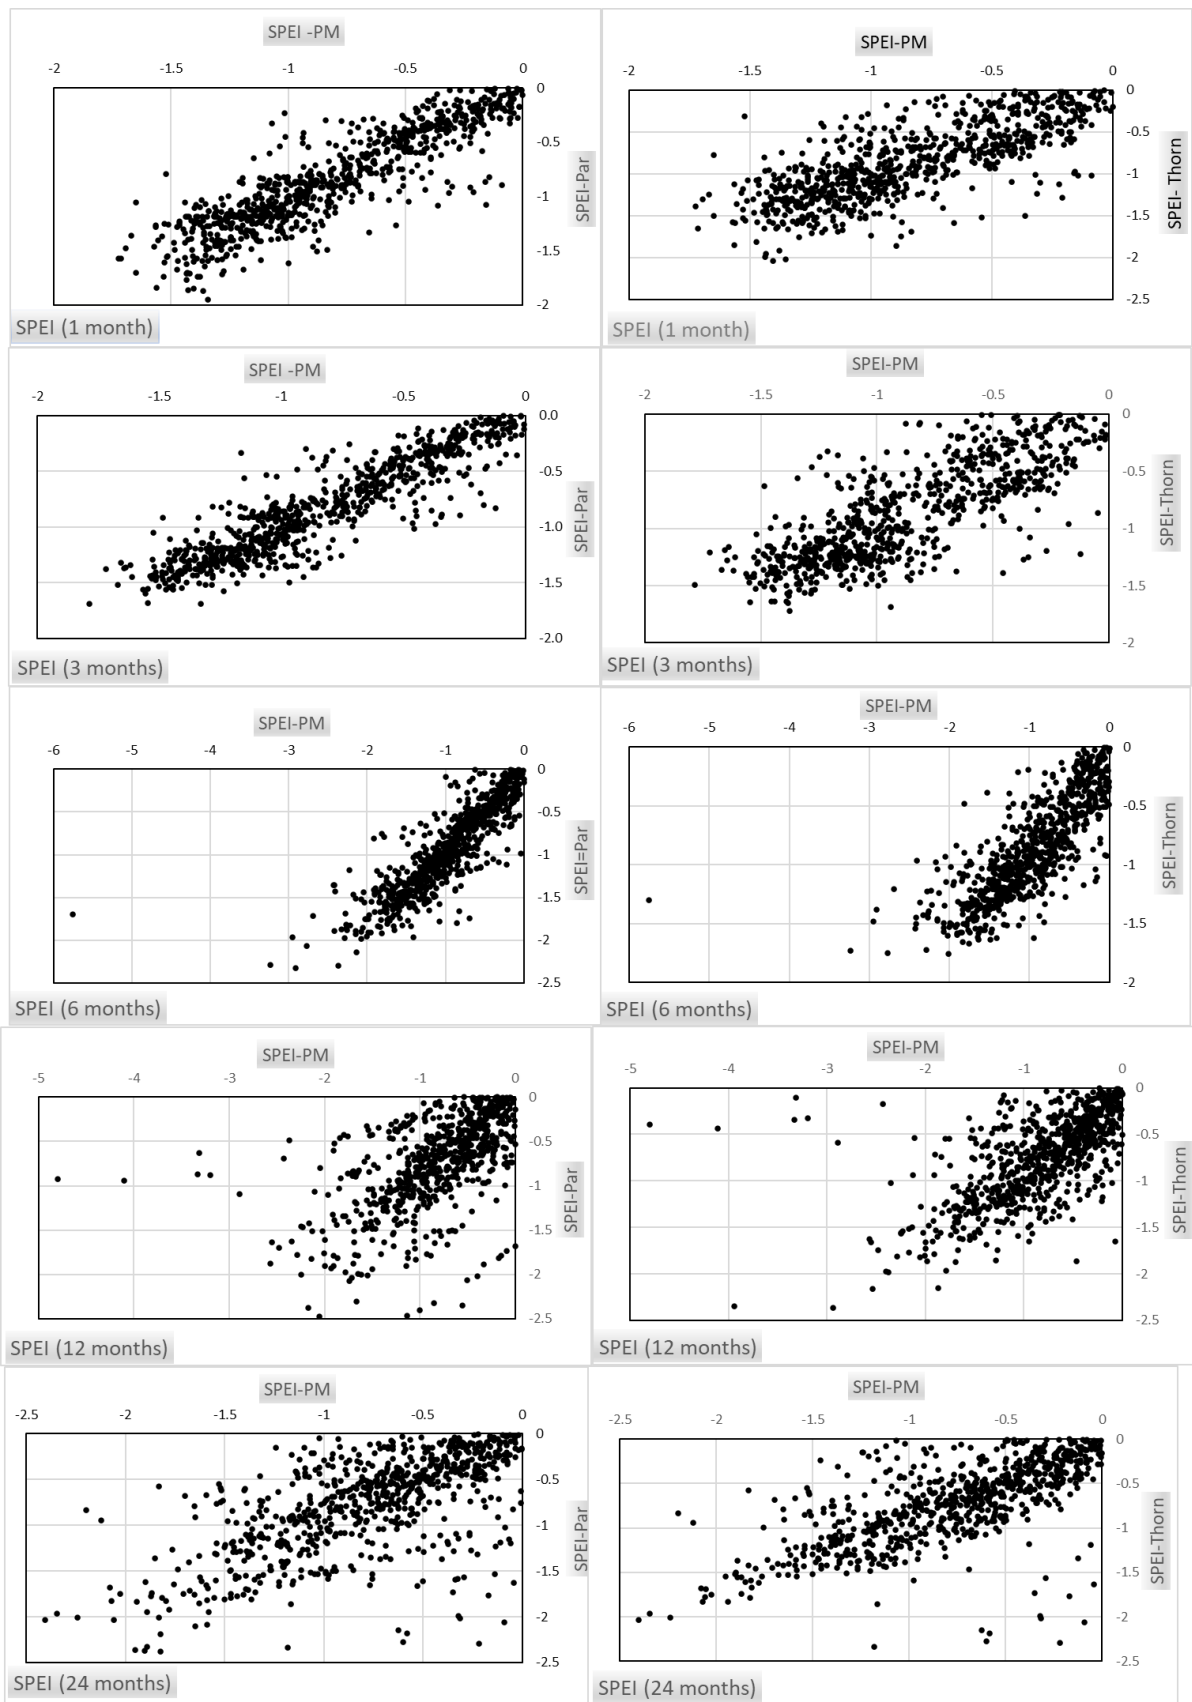 SPEI -PM
-2 -1.5 -1 -0.5 0
0
-0.5
-1
-1.5
-2
SPEI-Par
SPEI (1 month)
SPEI-PM
-2 -1.5 -1 -0.5 0
0
-0.5
-1
-1.5
-2
-2.5
SPEI- Thorn
SPEI (1 month)
SPEI -PM
-2 -1.5 -1 -0.5 0
0.0
-0.5
-1.0
-1.5
-2.0
SPEI-Par
SPEI (3 months)
SPEI-PM
-2 -1.5 -1 -0.5 0
0
-0.5
-1
-1.5
-2
SPEI-Thorn
SPEI (3 months)
SPEI-PM
-6 -5 -4 -3 -2 -1 0
0
-0.5
-1
-1.5
-2
-2.5
SPEI=Par
SPEI (6 months)
SPEI-PM
-6 -5 -4 -3 -2 -1 0
0
-0.5
-1
-1.5
-2
SPEI-Thorn
SPEI (6 months)
SPEI-PM
-5 -4 -3 -2 -1 0
0
-0.5
-1
-1.5
-2
-2.5
SPEI-Par
SPEI (12 months)
SPEI-PM
-5 -4 -3 -2 -1 0
0
-0.5
-1
-1.5
-2
-2.5
SPEI-Thorn
SPEI (12 months)
SPEI-PM
-2.5 -2 -1.5 -1 -0.5 0
0
-0.5
-1
-1.5
-2
-2.5
SPEI-Par
SPEI (24 months)
SPEI-PM
-2.5 -2 -1.5 -1 -0.5 0
0
-0.5
-1
-1.5
-2
-2.5
SPEI-Thorn
SPEI (24 months)